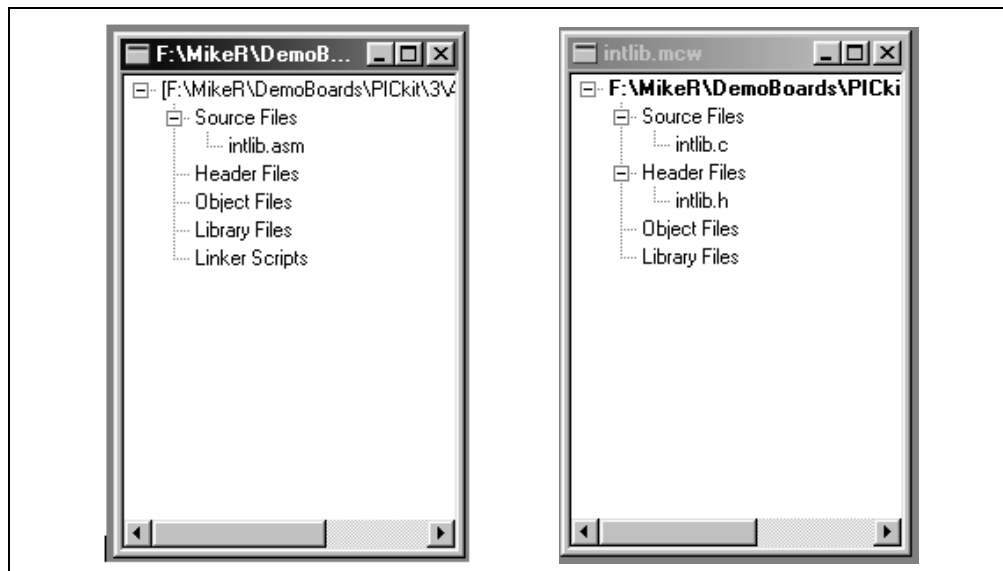 F:\MikeR\DemoB...
[F:\MikeR\DemoBoards\PICkit\3\A
Source Files
intlib.asm
Header Files
Object Files
Library Files
Linker Scripts
intlib.mcw
F:\MikeR\DemoBoards\PICki
Source Files
intlib.c
Header Files
intlib.h
Object Files
Library Files